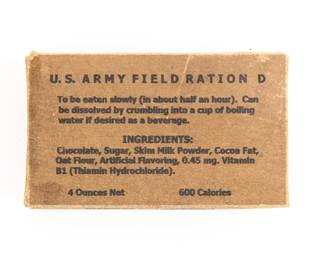 U.S. ARMY FIELD RATION D
To be eaten slowly (in about half an hour). Can
be dissolved by crumbling into a cup of boiling
water if desired as a beverage.
INGREDIENTS:
Chocolate, Sugar, Skim Milk Powder, Cocoa Fat,
Oat Flour, Artificial Flavoring, 0.45 mg. Vitamin
B1 (Thiamin Hydrochloride).
4 Ounces Net 600 Calories